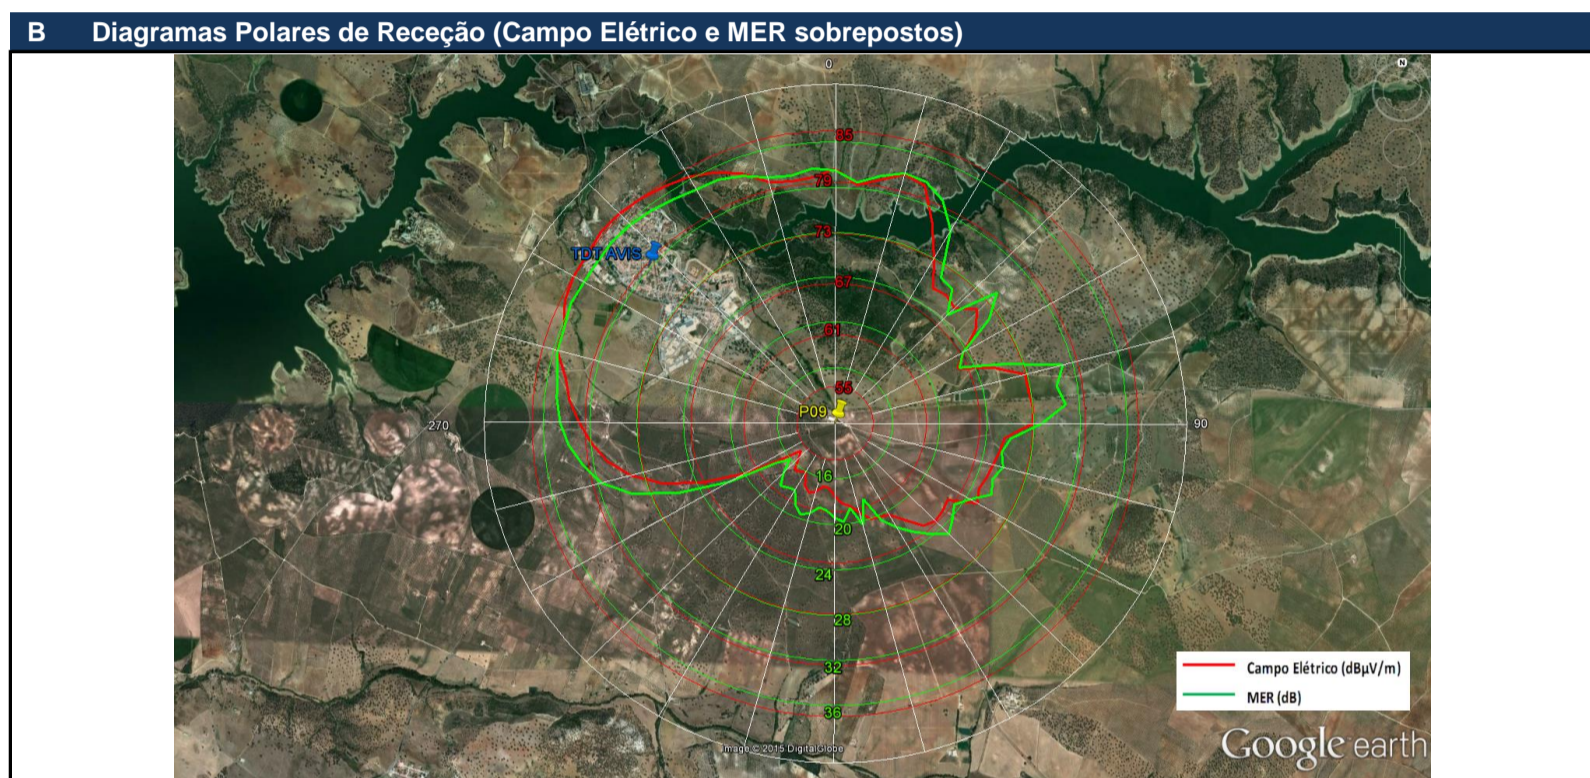 B Diagramas Polares de Receção (Campo Elétrico e MER sobrepostos)
0
N
85
79
73
TDT AVIS
67
61
55
P09
270
90
16
20
24
28
32
36
Campo Elétrico (dBµV/m)
MER (dB)
Image © 2015 DigitalGlobe
Google earth